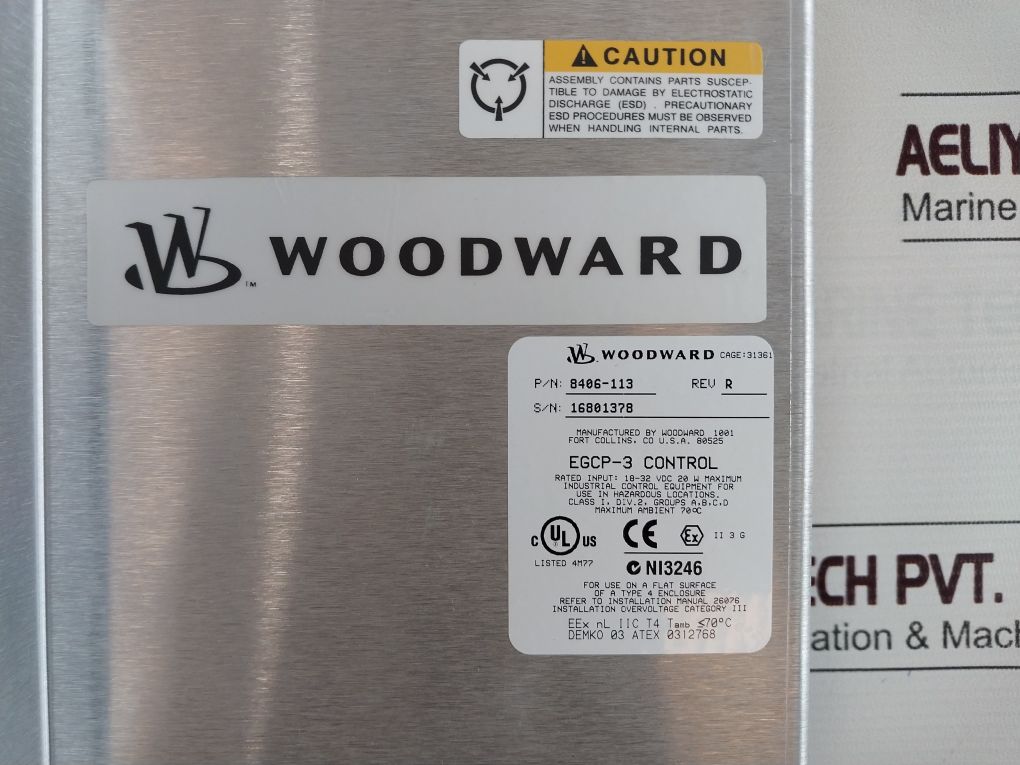 CAUTION
ASSEMBLY CONTAINS PARTS SUSCEP-
TIBLE TO DAMAGE BY ELECTROSTATIC
DISCHARGE (ESD) . PRECAUTIONARY
ESD PROCEDURES MUST BE OBSERVED
WHEN HANDLING INTERNAL PARTS.
W TM WOODWARD
W WOODWARD CAGE:31361
P/N: 8406-113 REV R
S/N: 16801378
MANUFACTURED BY WOODWARD 1001
FORT COLLINS, CO U.S.A. 80525
EGCP-3 CONTROL
RATED INPUT: 18-32 VDC 20 W MAXIMUM
INDUSTRIAL CONTROL EQUIPMENT FOR
USE IN HAZARDOUS LOCATIONS.
CLASS I, DIV.2, GROUPS A,B,C,D
MAXIMUM AMBIENT 70°C
C UL US CE Ex II 3 G
LISTED 4M77
C NI3246
FOR USE ON A FLAT SURFACE
OF A TYPE 4 ENCLOSURE
REFER TO INSTALLATION MANUAL 26076
INSTALLATION OVERVOLTAGE CATEGORY III
EEx nL IIC T4 Tamb ≤70°C
DEMKO 03 ATEX 0312768
AELIY
Marine
ECH PVT.
ation & Mach